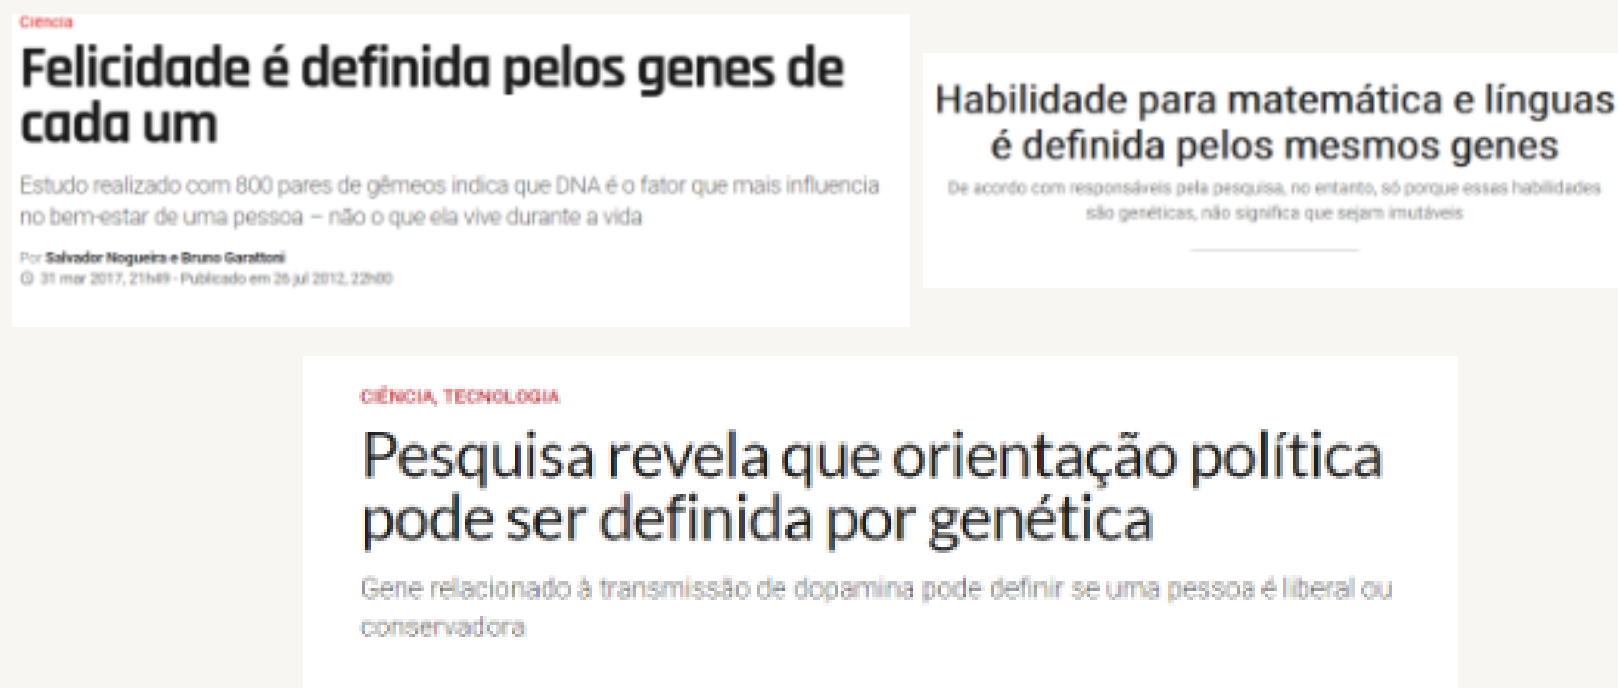 Ciência
Felicidade é definida pelos genes de
cada um
Estudo realizado com 800 pares de gêmeos indica que DNA é o fator que mais influencia
no bem-estar de uma pessoa – não o que ela vive durante a vida
Por Salvador Nogueira e Bruno Garattoni
31 mar 2017, 21h49 - Publicado em 26 jul 2012, 22h00
Habilidade para matemática e línguas
é definida pelos mesmos genes
De acordo com responsáveis pela pesquisa, no entanto, só porque essas habilidades
são genéticas, não significa que sejam imutáveis
CIÊNCIA, TECNOLOGIA
Pesquisa revela que orientação política
pode ser definida por genética
Gene relacionado à transmissão de dopamina pode definir se uma pessoa é liberal ou
conservadora